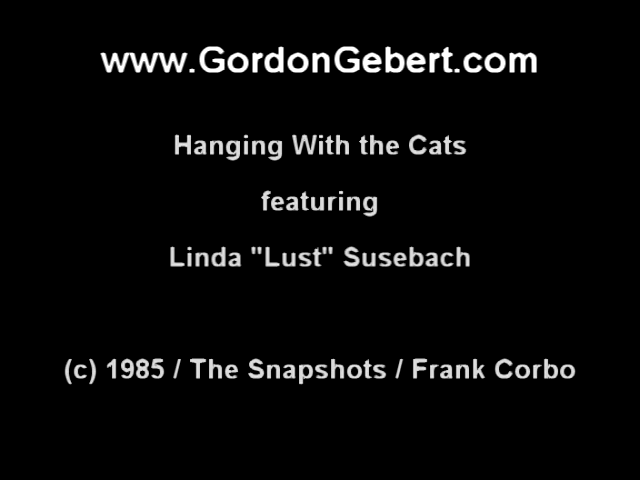 www.GordonGebert.com
Hanging With the Cats
featuring
Linda "Lust" Susebach
(c) 1985 / The Snapshots / Frank Corbo